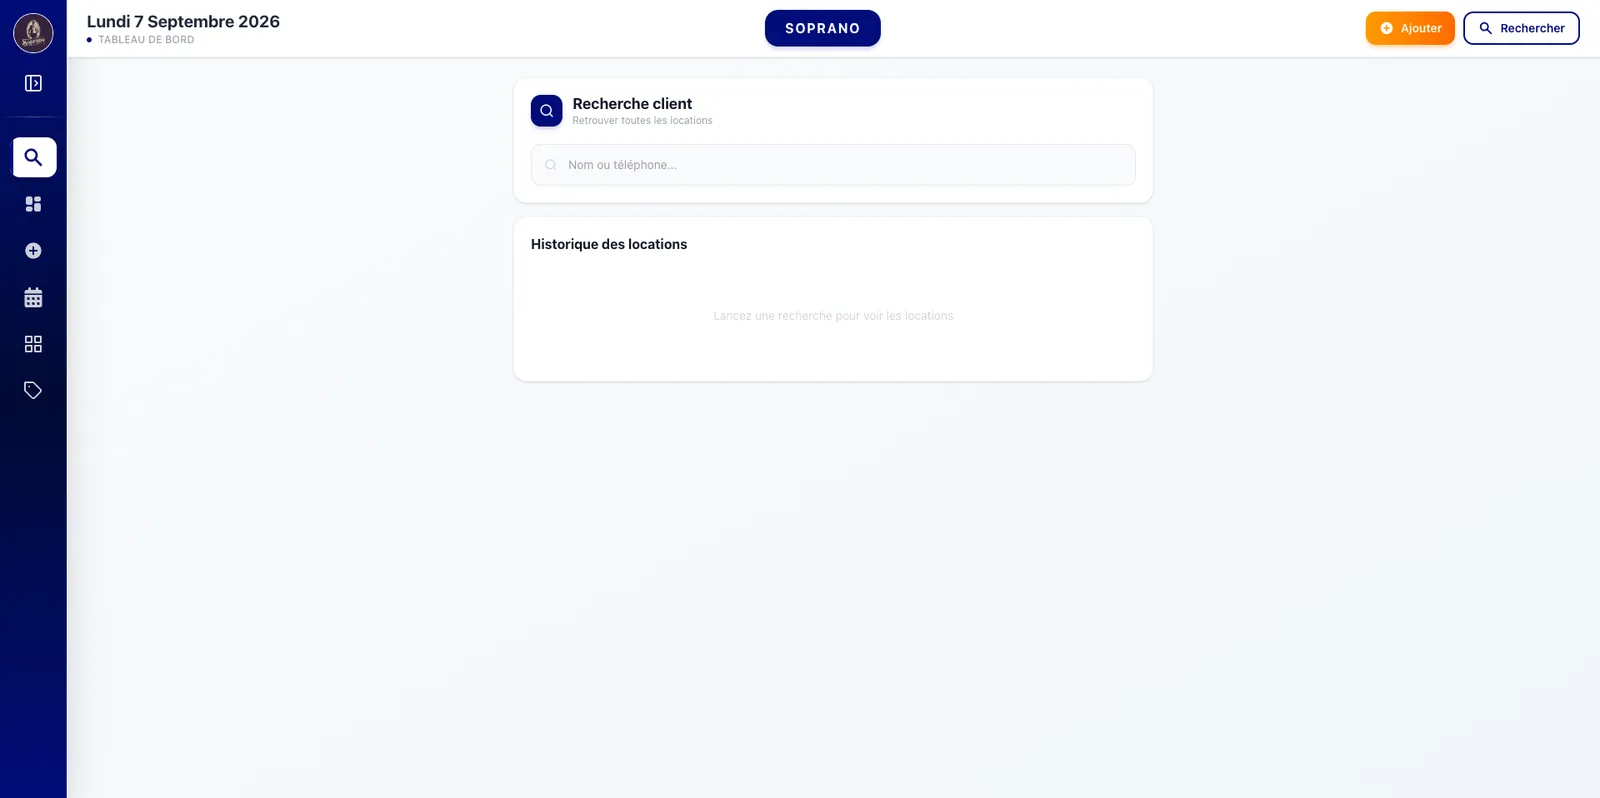 Lundi 7 Septembre 2026
TABLEAU DE BORD
SOPRANO
Ajouter
Rechercher
Recherche client
Retrouver toutes les locations
Nom ou téléphone...
Historique des locations
Lancez une recherche pour voir les locations